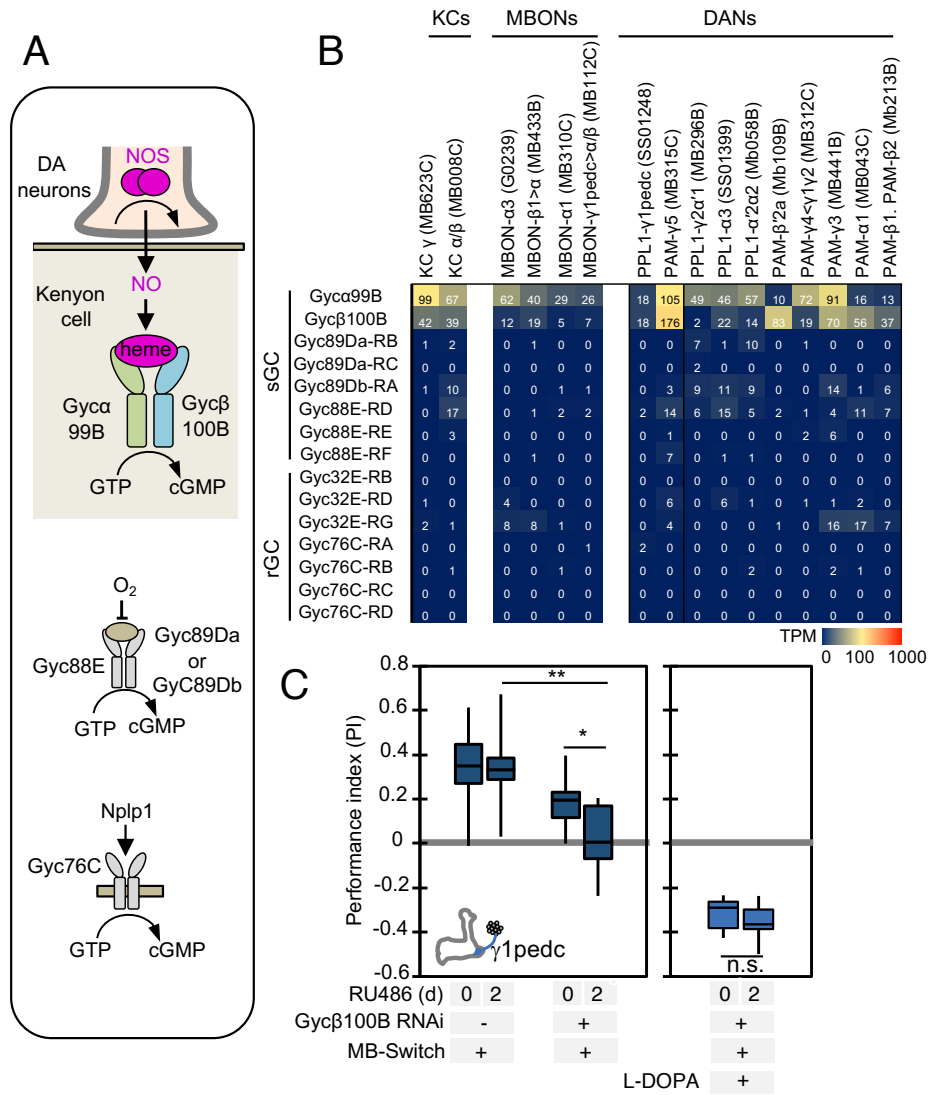 A
DA
neurons
NOS
NO
Kenyon
cell
heme
Gycα
99B
Gycβ
100B
GTP
cGMP
O2
Gyc88E
Gyc89Da
or
GyC89Db
GTP
cGMP
Nplp1
Gyc76C
GTP
cGMP
B
KCs
MBONs
DANs
KC γ (MB623C)
KC α/β (MB008C)
MBON-α3 (G0239)
MBON-β1>α (MB433B)
MBON-α1 (MB310C)
MBON-γ1pedc>α/β (MB112C)
PPL1-γ1pedc (SS01248)
PAM-γ5 (MB315C)
PPL1-γ2α'1 (MB296B)
PPL1-α3 (SS01399)
PPL1-α'2α2 (Mb058B)
PAM-β'2a (Mb109B)
PAM-γ4<γ1γ2 (MB312C)
PAM-γ3 (MB441B)
PAM-α1 (MB043C)
PAM-β1. PAM-β2 (Mb213B)
sGC
rGC
Gycα99B 99 67 62 40 29 26 18 105 49 46 57 10 72 91 16 13
Gycβ100B 42 39 12 19 5 7 18 176 2 22 14 83 19 70 56 37
Gyc89Da-RB 1 2 0 1 0 0 0 0 7 1 10 0 1 0 0 0
Gyc89Da-RC 0 0 0 0 0 0 0 0 2 0 0 0 0 0 0 0
Gyc89Db-RA 1 10 0 0 1 1 0 3 9 11 9 0 0 14 1 6
Gyc88E-RD 0 17 0 1 2 2 2 14 6 15 5 2 1 4 11 7
Gyc88E-RE 0 3 0 0 0 0 0 1 0 0 0 0 2 6 0 0
Gyc88E-RF 0 0 0 1 0 0 0 7 0 1 1 0 0 0 0 0
Gyc32E-RB 0 0 0 0 0 0 0 0 0 0 0 0 0 0 0 0
Gyc32E-RD 1 0 4 0 0 0 0 6 0 6 1 0 1 1 2 0
Gyc32E-RG 2 1 8 8 1 0 0 4 0 0 0 1 0 16 17 7
Gyc76C-RA 0 0 0 0 0 1 2 0 0 0 0 0 0 0 0 0
Gyc76C-RB 0 1 0 0 1 0 0 0 0 0 2 0 0 2 1 0
Gyc76C-RC 0 0 0 0 0 0 0 0 0 0 0 0 0 0 0 0
Gyc76C-RD 0 0 0 0 0 0 0 0 0 0 0 0 0 0 0 0
TPM
0 100 1000
C
Performance index (PI)
0.8
0.4
0.2
0
-0.2
-0.4
-0.6
**
*
γ1pedc
n.s.
RU486 (d) 0 2 0 2 0 2
Gycβ100B RNAi - + +
MB-Switch + + +
L-DOPA +